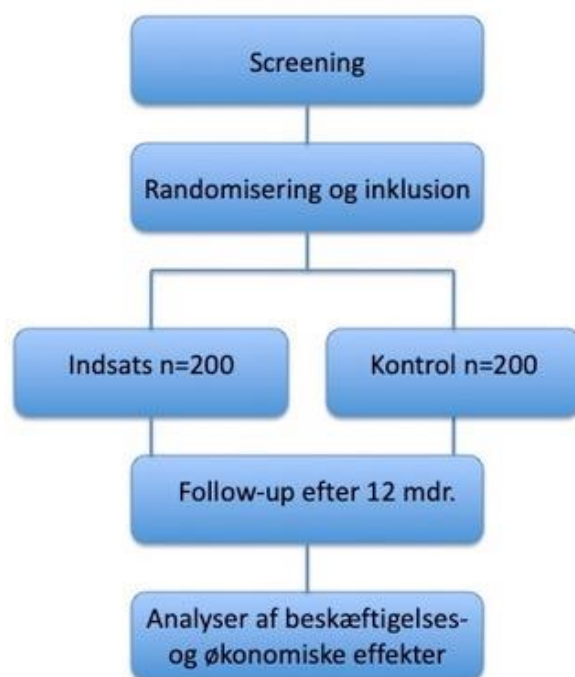 Screening
Randomisering og inklusion
Indsats n=200
Kontrol n=200
Follow-up efter 12 mdr.
Analyser af beskæftigelses-
og økonomiske effekter